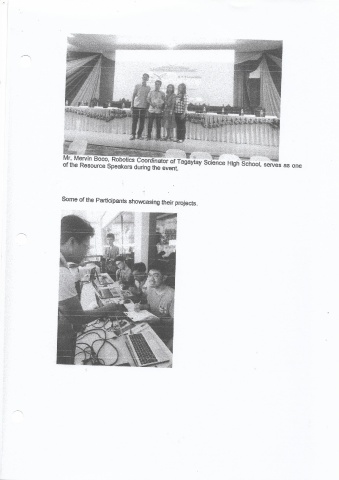 Mr. Mervin Boco, Robotics Coordinator of Tagaytay Science High School, serves as one
of the Resource Speakers during the event.
Some of the Participants showcasing their projects.